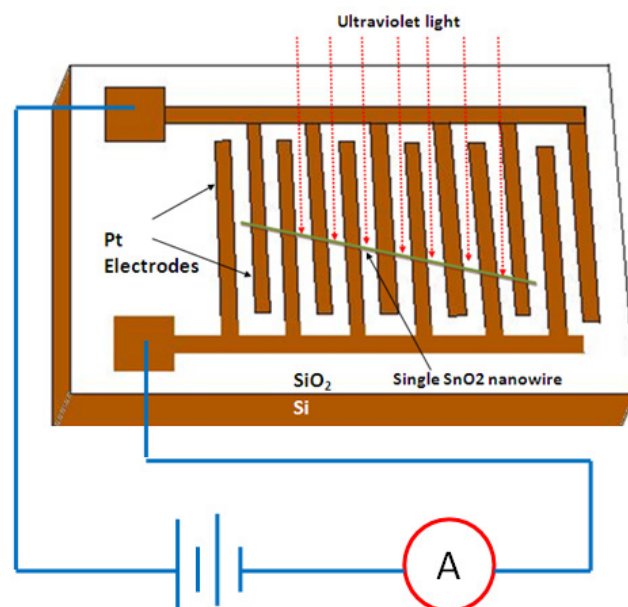 Ultraviolet light
Pt
Electrodes
SiO₂
Single SnO2 nanowire
Si
A